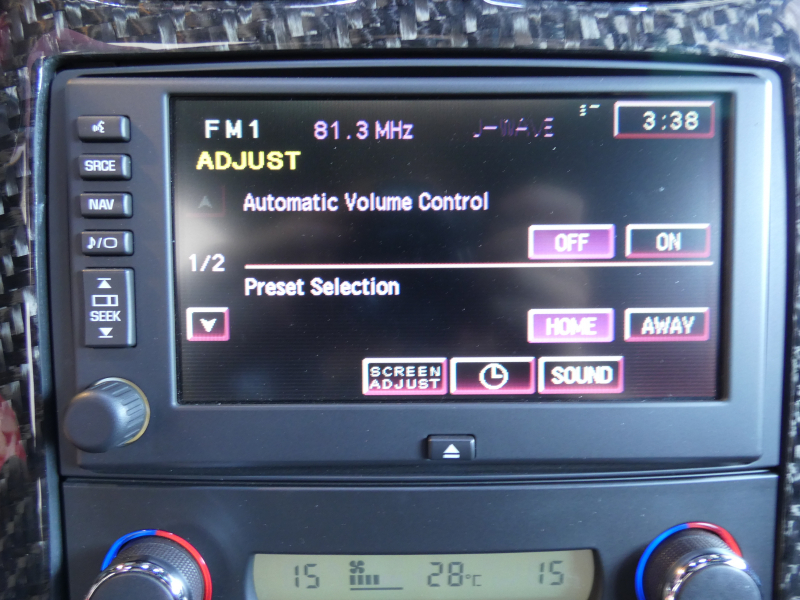 FM1 81.3 MHz J-WAVE 3:38
ADJUST
SRCE
Automatic Volume Control
NAV
OFF ON
1/2
Preset Selection
SEEK
HOME AWAY
SCREEN
ADJUST
SOUND
15 28°C 15